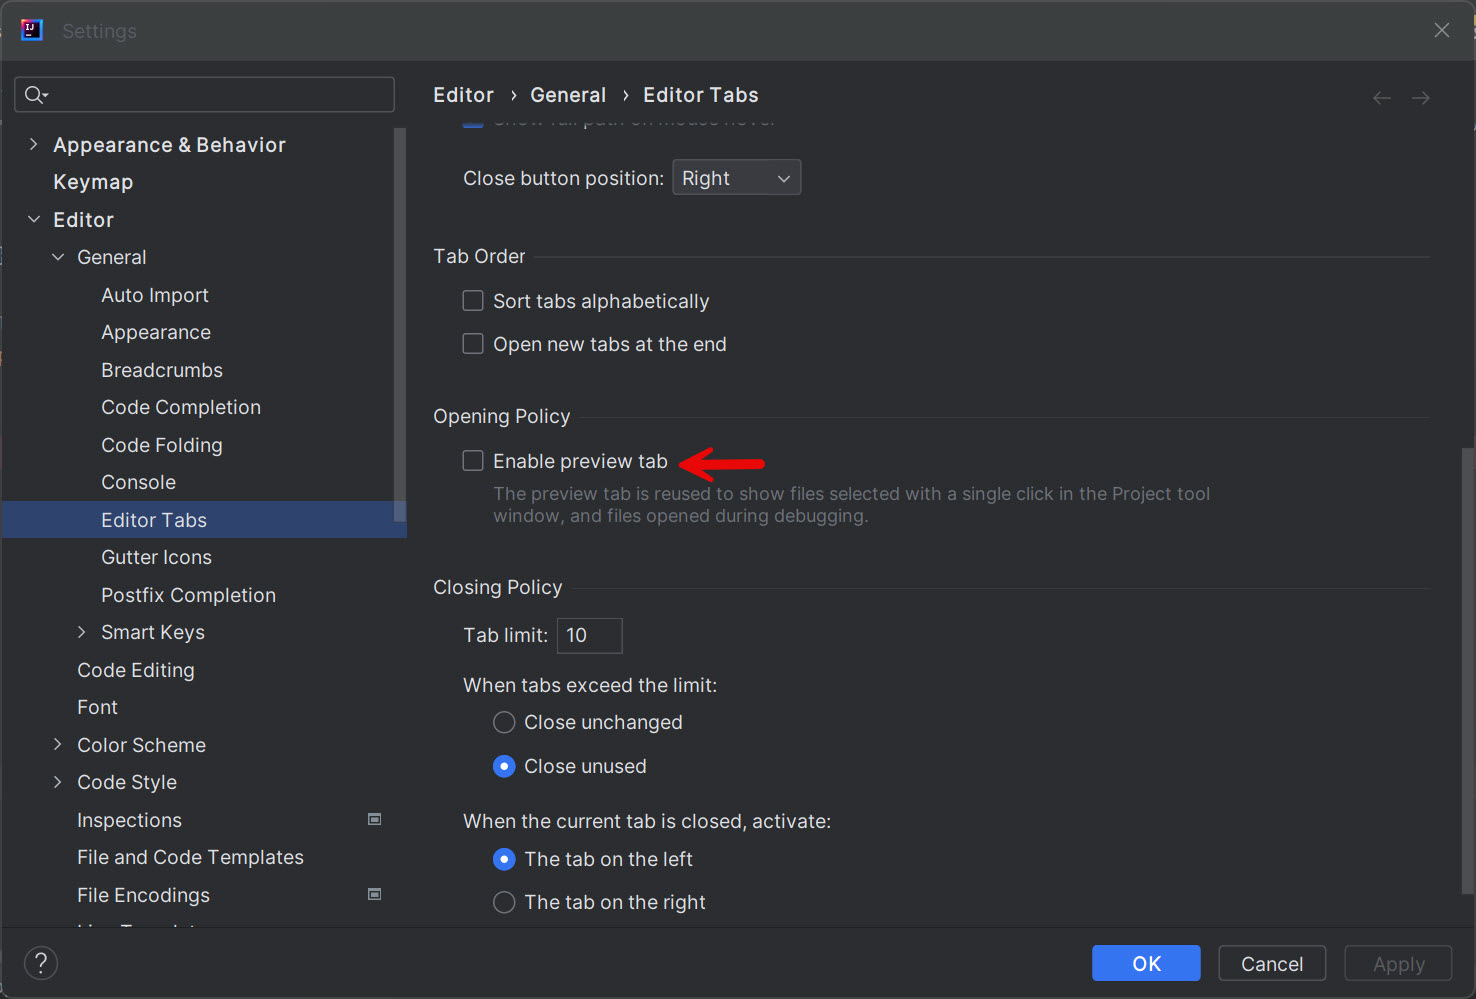 Settings
Editor › General › Editor Tabs
Appearance & Behavior
Keymap
Editor
General
Auto Import
Appearance
Breadcrumbs
Code Completion
Code Folding
Console
Editor Tabs
Gutter Icons
Postfix Completion
Smart Keys
Code Editing
Font
Color Scheme
Code Style
Inspections
File and Code Templates
File Encodings
Close button position: Right
Tab Order
Sort tabs alphabetically
Open new tabs at the end
Opening Policy
Enable preview tab
The preview tab is reused to show files selected with a single click in the Project tool
window, and files opened during debugging.
Closing Policy
Tab limit: 10
When tabs exceed the limit:
Close unchanged
Close unused
When the current tab is closed, activate:
The tab on the left
The tab on the right
?
OK
Cancel
Apply